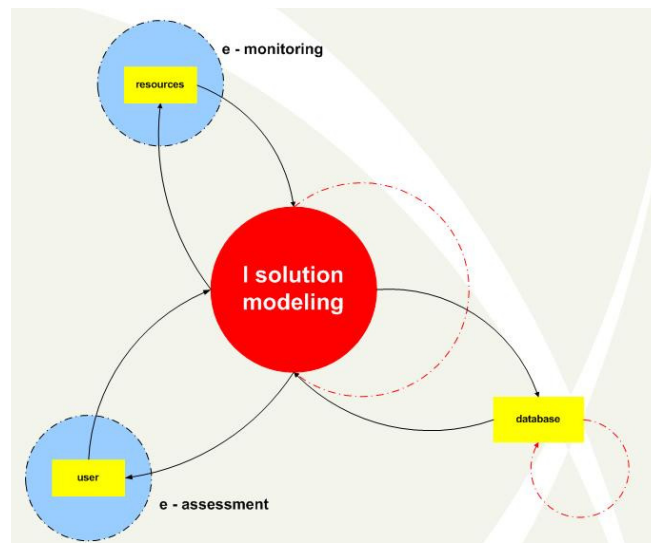 e - monitoring
resources
I solution
modeling
database
user
e - assessment